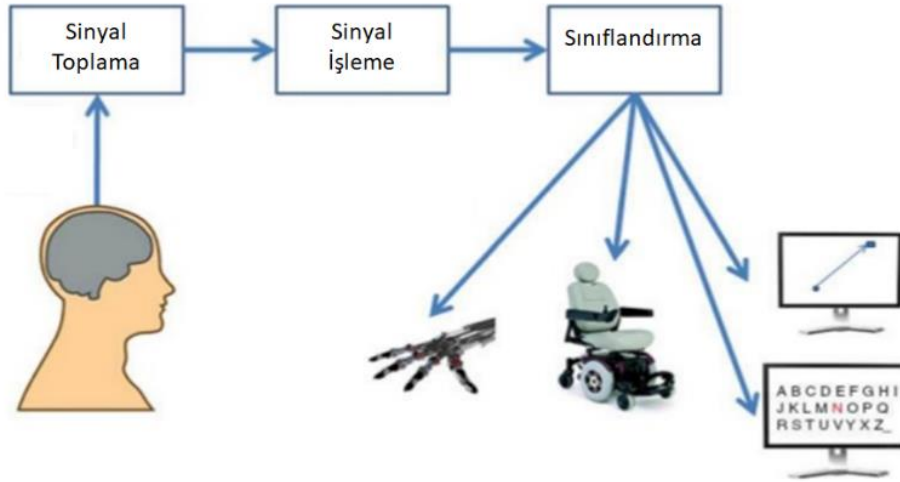 Sinyal
Toplama
Sinyal
İşleme
Sınıflandırma
ABCDEFGHI
JKLMNOPQ
RSTUVYXZ_